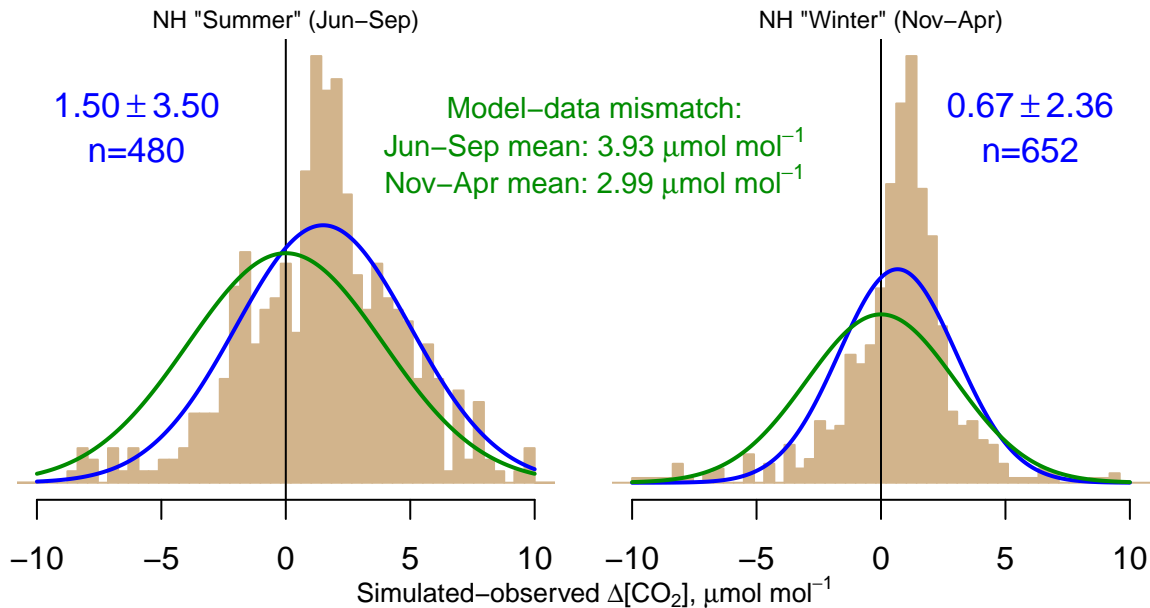 NH "Summer" (Jun−Sep)
NH "Winter" (Nov−Apr)
1.50 ± 3.50
n=480
Model−data mismatch:
Jun−Sep mean: 3.93 μmol mol⁻¹
Nov−Apr mean: 2.99 μmol mol⁻¹
0.67 ± 2.36
n=652
−10 −5 0 5 10
−10 −5 0 5 10
Simulated−observed Δ[CO₂], μmol mol⁻¹